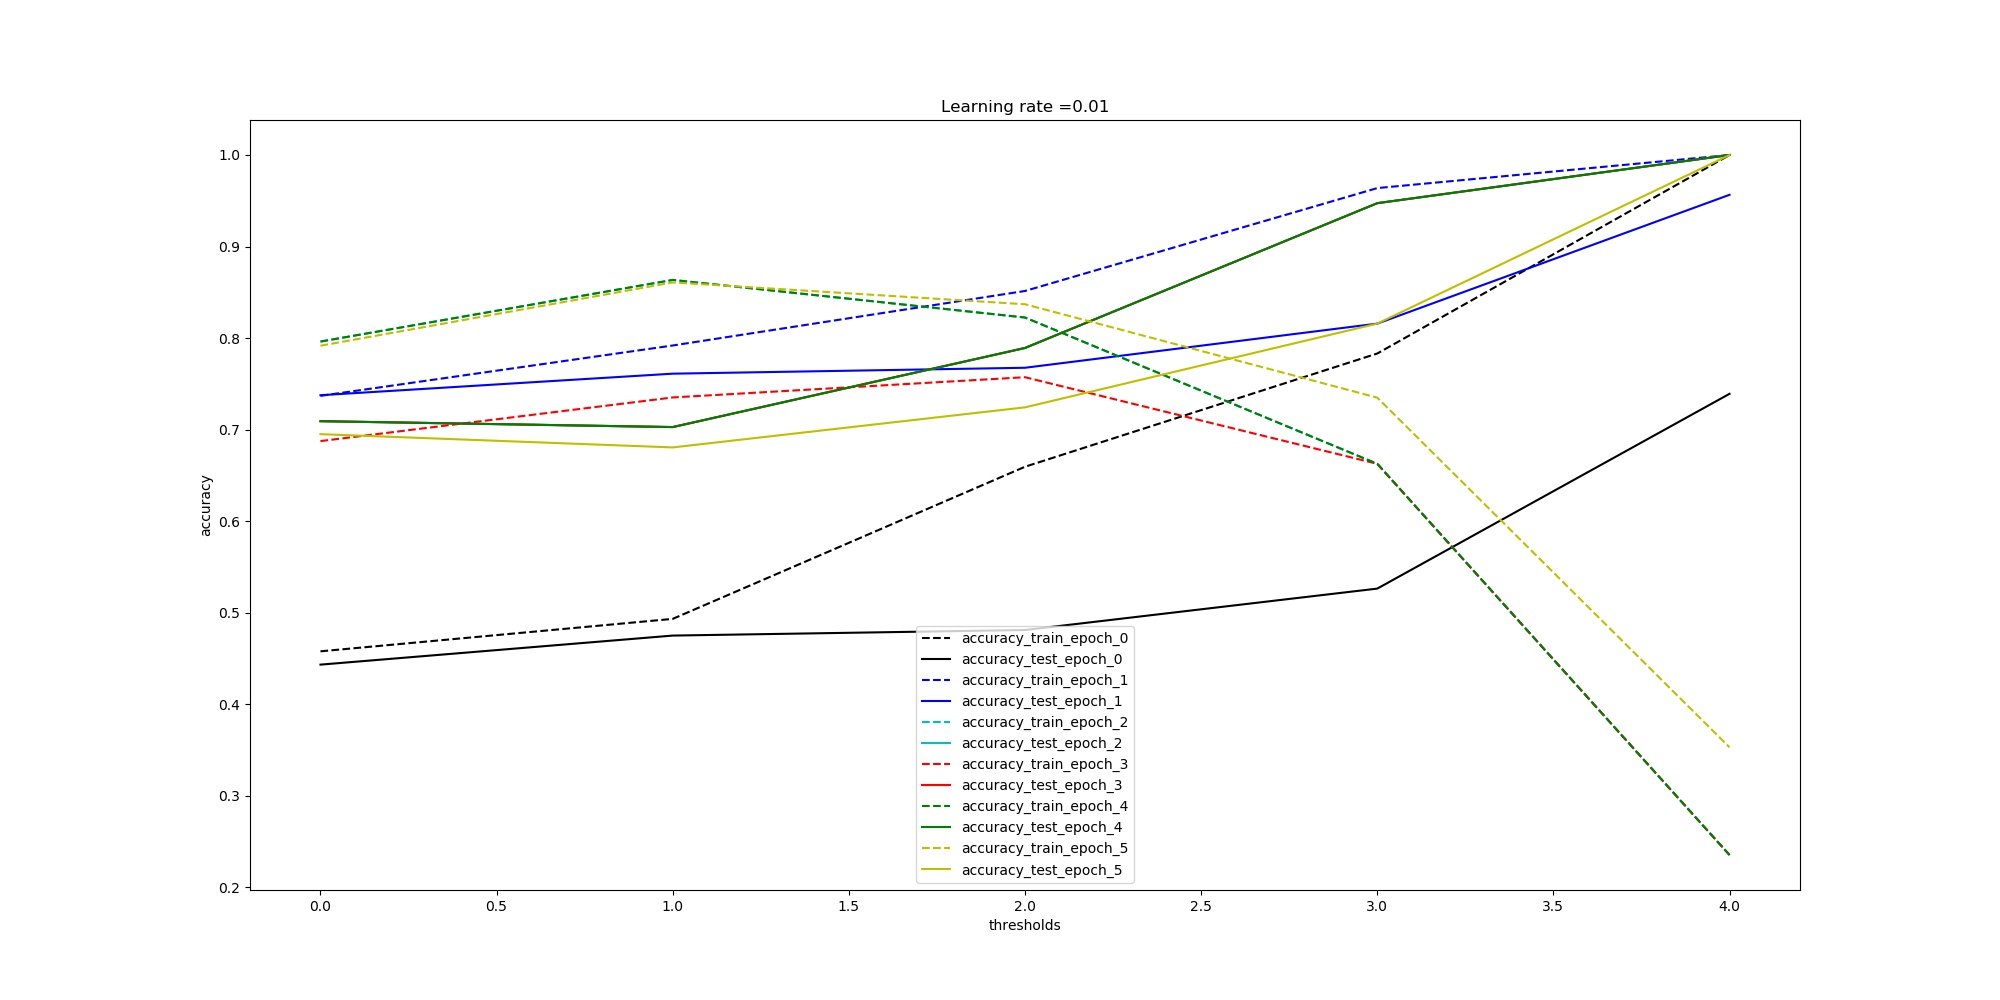 Learning rate =0.01
1.0
0.9
0.8
0.7
0.6
0.5
0.4
0.3
0.2
accuracy
accuracy_train_epoch_0
accuracy_test_epoch_0
accuracy_train_epoch_1
accuracy_test_epoch_1
accuracy_train_epoch_2
accuracy_test_epoch_2
accuracy_train_epoch_3
accuracy_test_epoch_3
accuracy_train_epoch_4
accuracy_test_epoch_4
accuracy_train_epoch_5
accuracy_test_epoch_5
0.0 0.5 1.0 1.5 2.0 2.5 3.0 3.5 4.0
thresholds